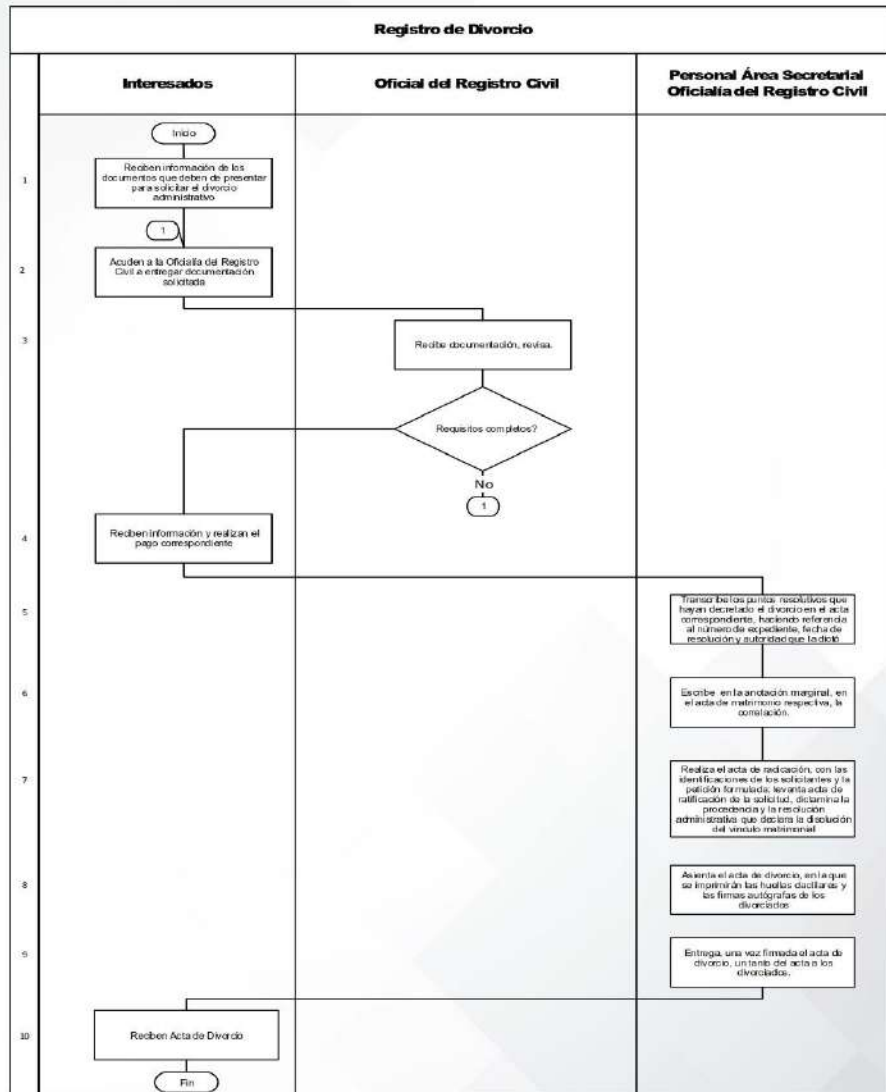 Registro de Divorcio
Interesados
Oficial del Registro Civil
Personal Área Secretarial
Oficialía del Registro Civil
Inicio
1
Reciben información de los
documentos que deben de presentar
para solicitar el divorcio
administrativo
1
2
Acuden a la Oficialía del Registro
Civil a entregar documentación
solicitada
3
Recibe documentación, revisa.
Requisitos completos?
No
1
4
Reciben información y realizan el
pago correspondiente
5
Transcribe los puntos resolutivos que
hayan decretado el divorcio en el acta
correspondiente, haciendo referencia
al número de expediente, fecha de
resolución y autoridad que la dictó
6
Escribe en la anotación marginal, en
el acta de matrimonio respectiva, la
correlación.
7
Realiza el acta de radicación, con las
identificaciones de los solicitantes y la
petición formulada; levanta acta de
ratificación de la solicitud, dictamina la
procedencia y la resolución
administrativa que declara la disolución
del vínculo matrimonial
8
Asienta el acta de divorcio, en la que
se imprimirán las huellas dactilares y
las firmas autógrafas de los
divorciados
9
Entrega, una vez firmada el acta de
divorcio, un tanto del acta a los
divorciados.
10
Reciben Acta de Divorcio
Fin